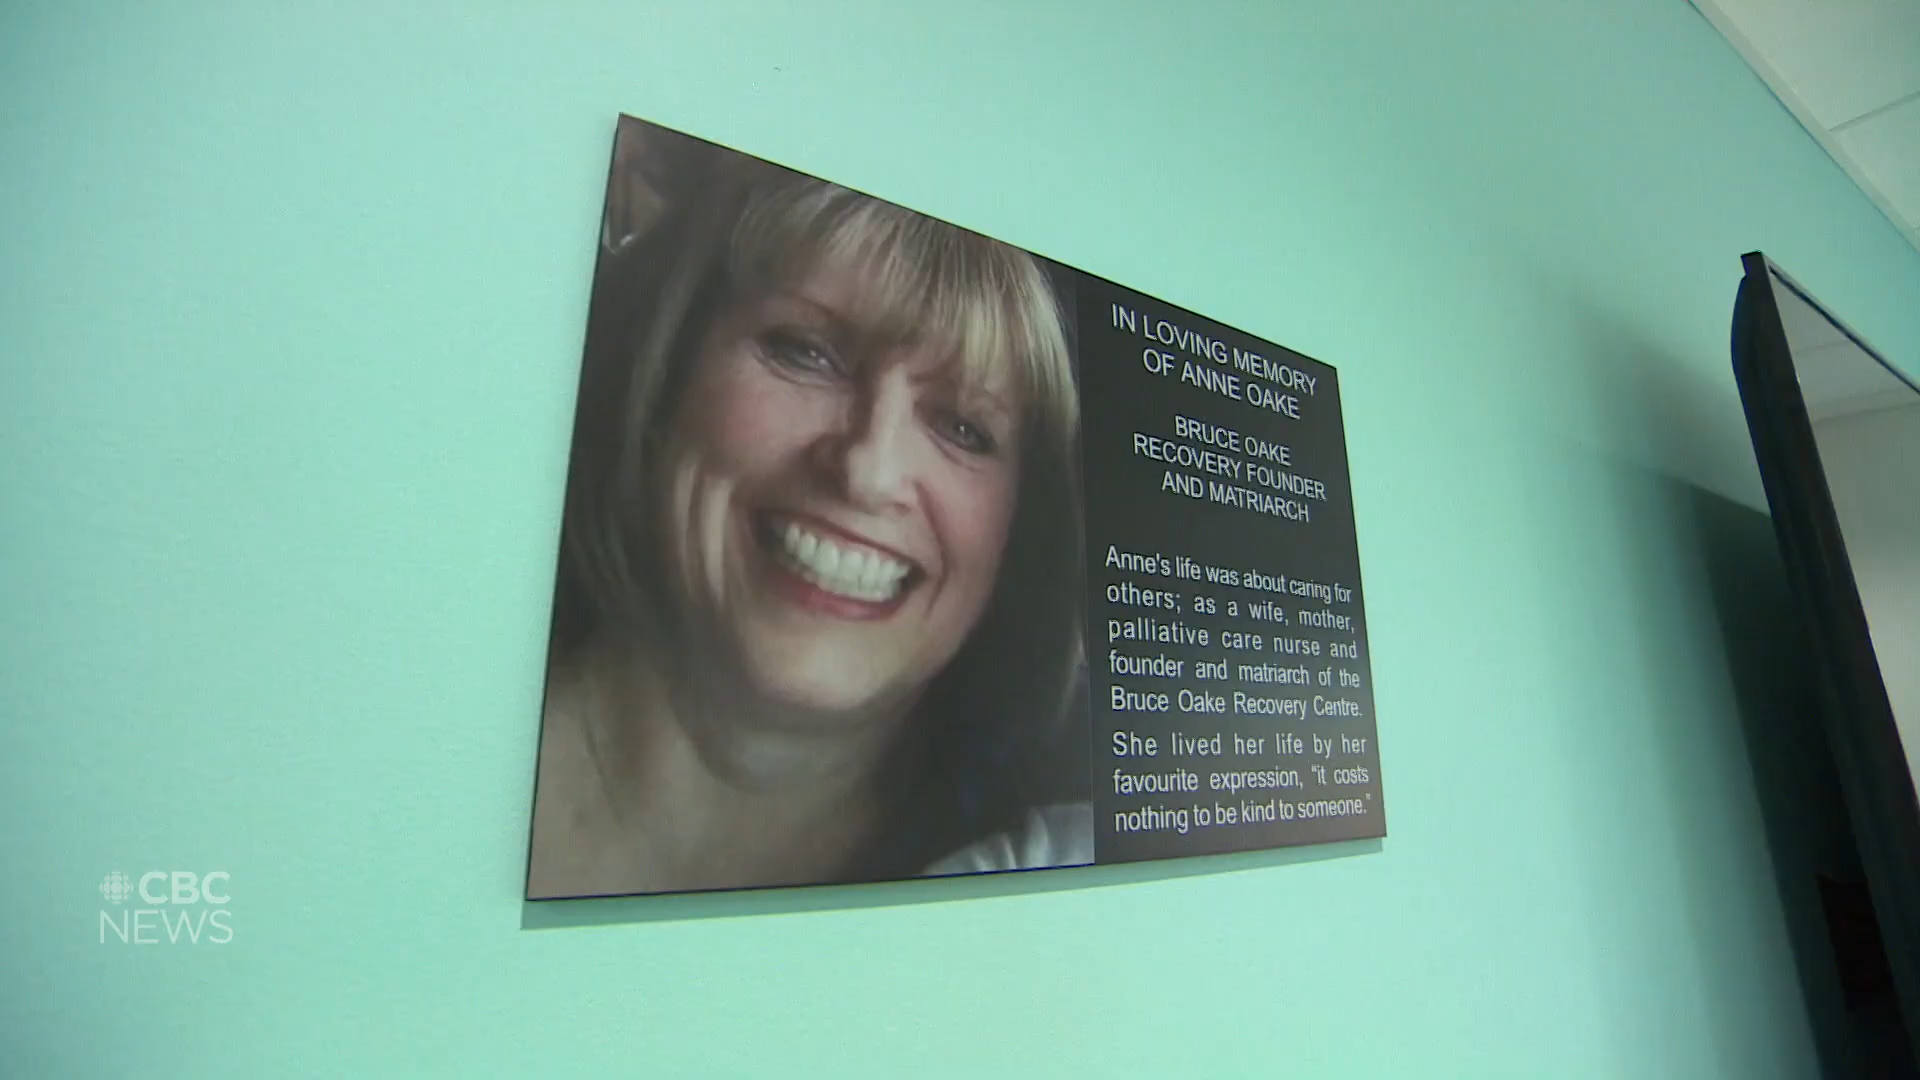 IN LOVING MEMORY
OF ANNE OAKE
BRUCE OAKE
RECOVERY FOUNDER
AND MATRIARCH
Anne's life was about caring for
others; as a wife, mother,
palliative care nurse and
founder and matriarch of the
Bruce Oake Recovery Centre.
She lived her life by her
favourite expression, "it costs
nothing to be kind to someone."
CBC
NEWS